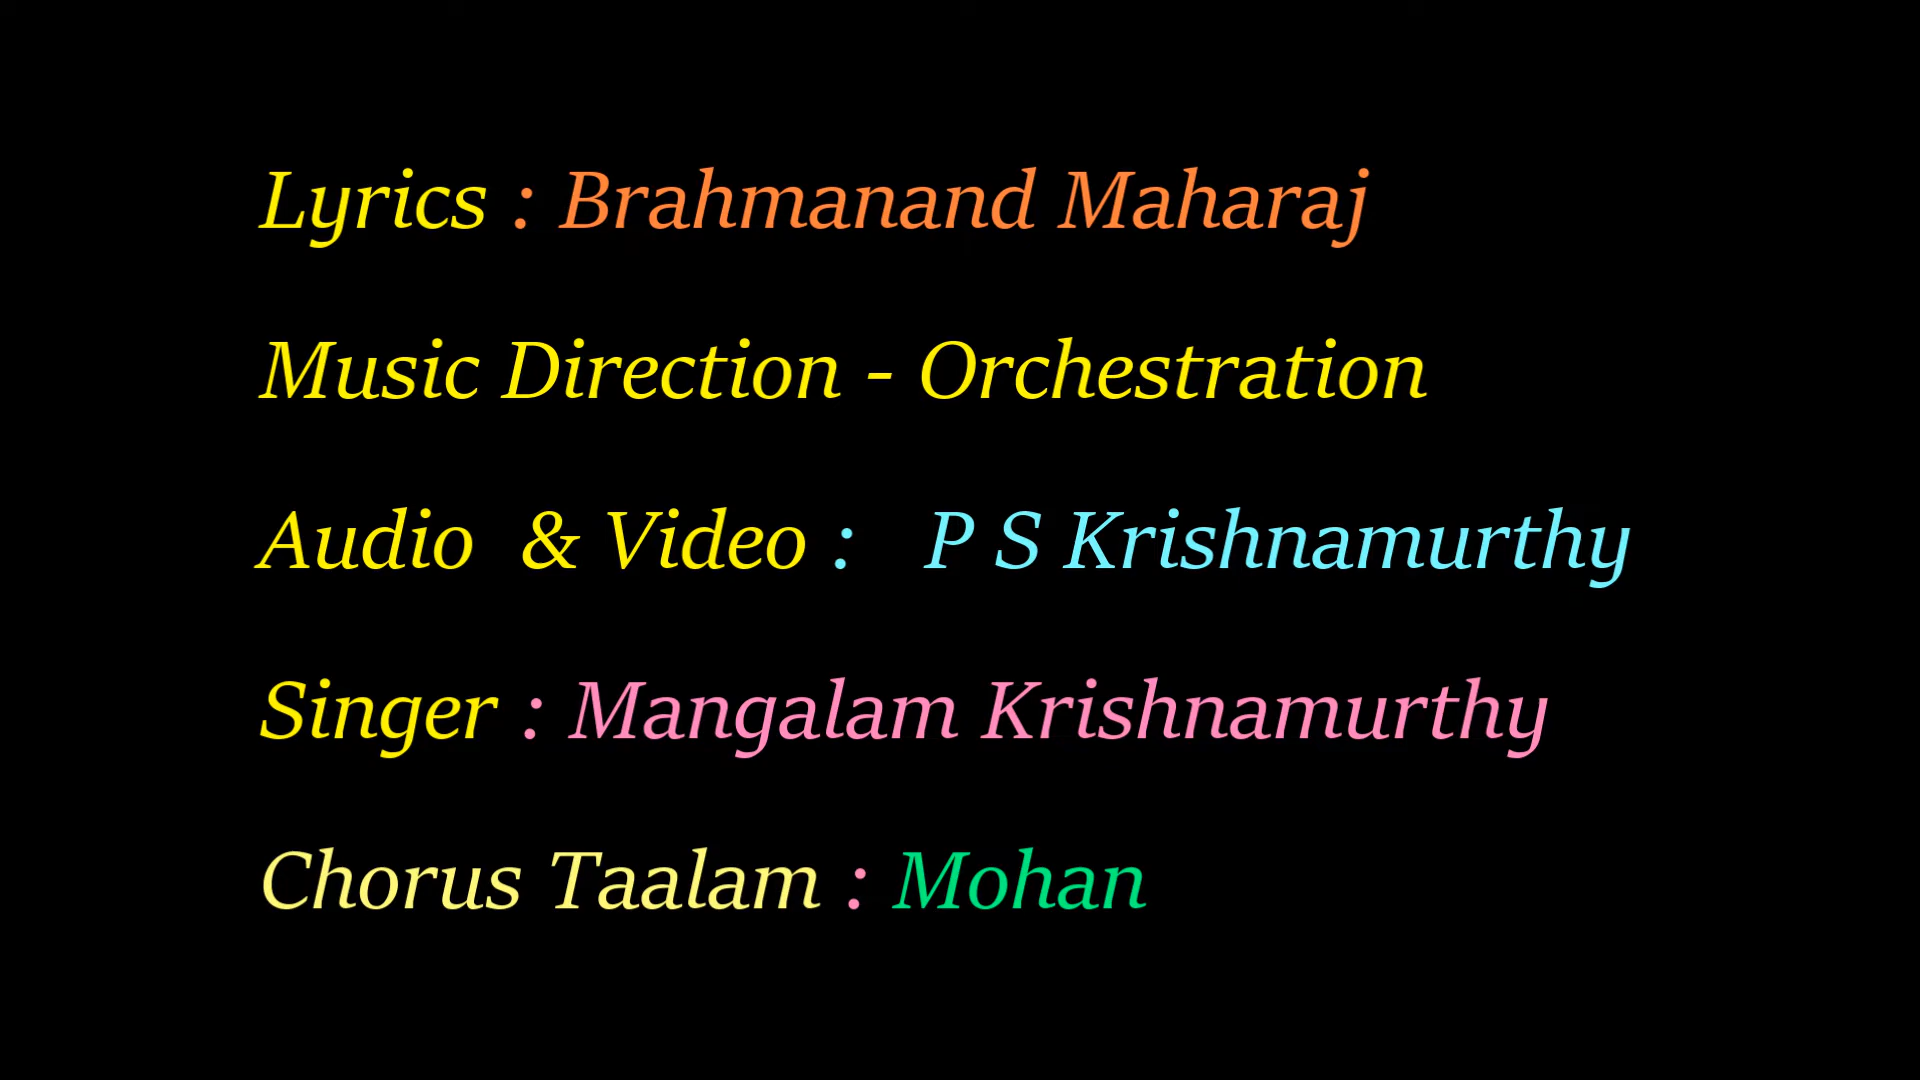 Lyrics : Brahmanand Maharaj
Music Direction - Orchestration
Audio  & Video :   P S Krishnamurthy
Singer : Mangalam Krishnamurthy
Chorus Taalam : Mohan